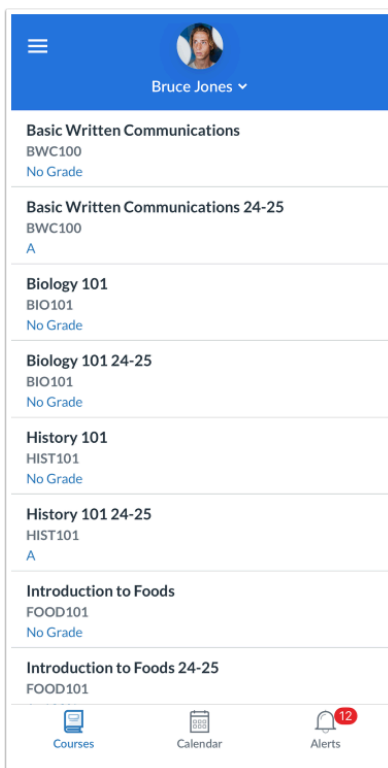 Bruce Jones
Basic Written Communications
BWC100
No Grade
Basic Written Communications 24-25
BWC100
A
Biology 101
BIO101
No Grade
Biology 101 24-25
BIO101
No Grade
History 101
HIST101
No Grade
History 101 24-25
HIST101
A
Introduction to Foods
FOOD101
No Grade
Introduction to Foods 24-25
FOOD101
12
Courses
Calendar
Alerts